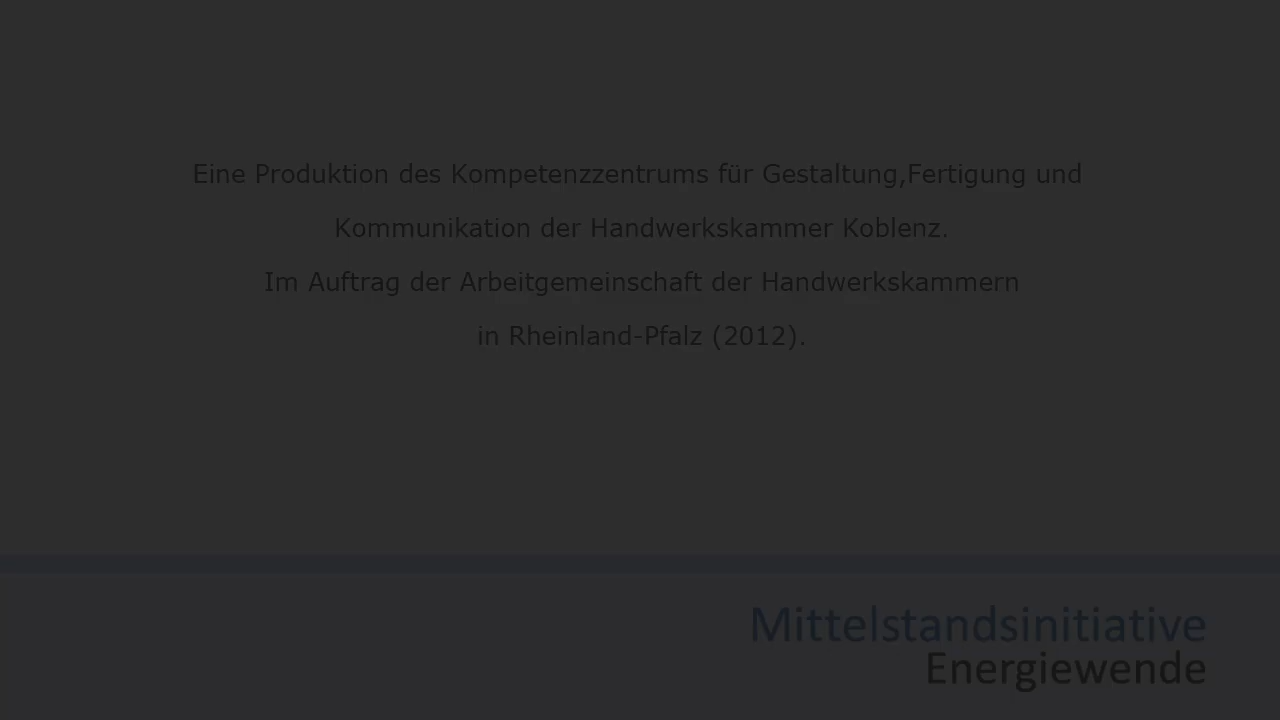 Eine Produktion des Kompetenzzentrums für Gestaltung,Fertigung und
Kommunikation der Handwerkskammer Koblenz.
Im Auftrag der Arbeitgemeinschaft der Handwerkskammern
in Rheinland-Pfalz (2012).
Mittelstandsinitiative
Energiewende